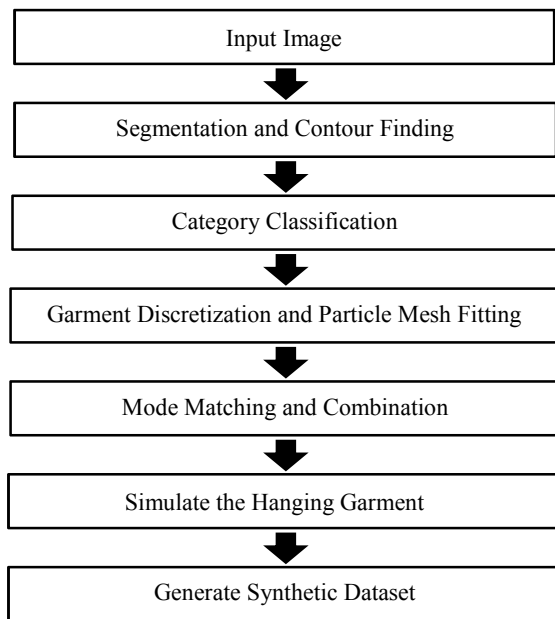 Input Image
Segmentation and Contour Finding
Category Classification
Garment Discretization and Particle Mesh Fitting
Mode Matching and Combination
Simulate the Hanging Garment
Generate Synthetic Dataset